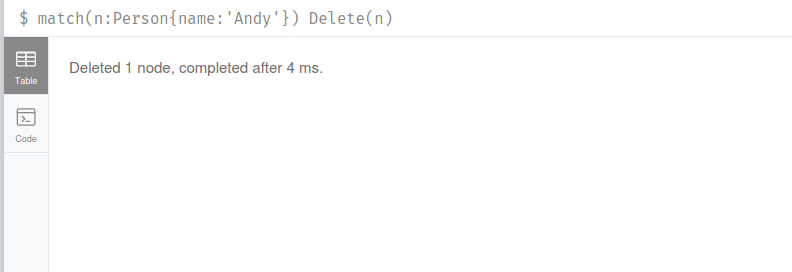 $ match(n:Person{name:'Andy'}) Delete(n)
Table
Deleted 1 node, completed after 4 ms.
Code